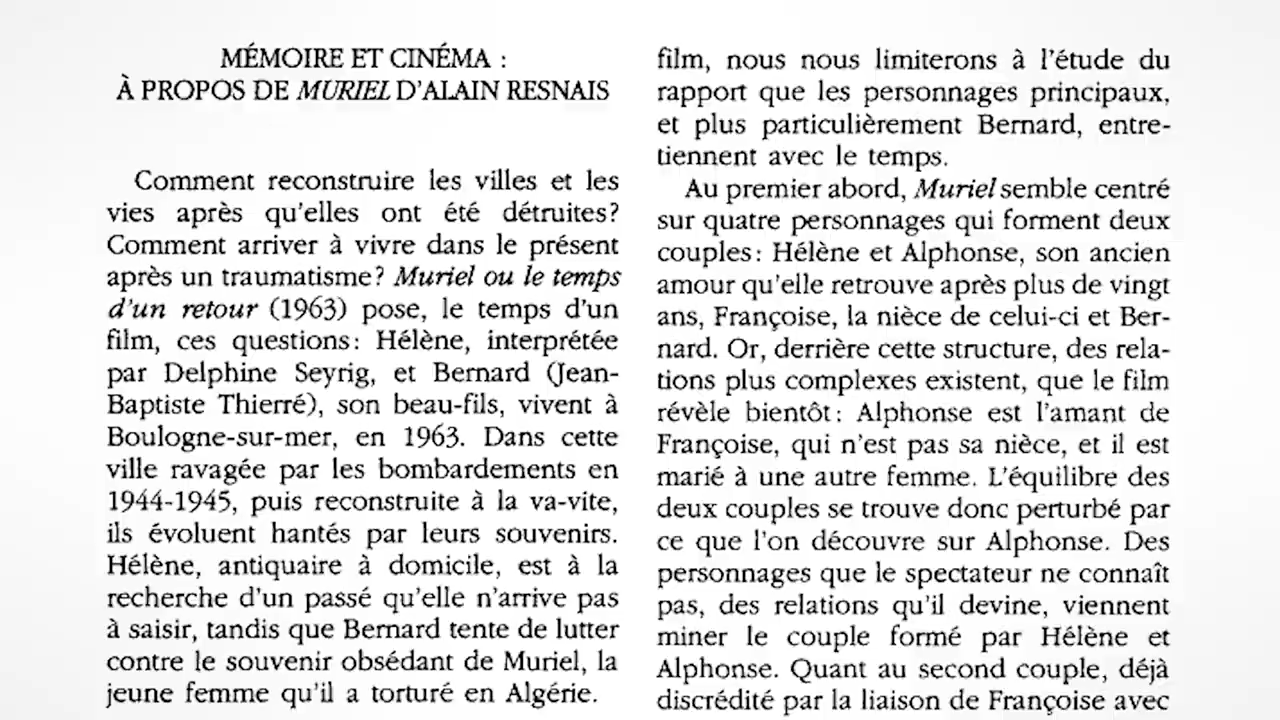 MÉMOIRE ET CINÉMA :
À PROPOS DE MURIEL D'ALAIN RESNAIS
Comment reconstruire les villes et les
vies après qu'elles ont été détruites?
Comment arriver à vivre dans le présent
après un traumatisme? Muriel ou le temps
d'un retour (1963) pose, le temps d'un
film, ces questions: Hélène, interprétée
par Delphine Seyrig, et Bernard (Jean-
Baptiste Thierré), son beau-fils, vivent à
Boulogne-sur-mer, en 1963. Dans cette
ville ravagée par les bombardements en
1944-1945, puis reconstruite à la va-vite,
ils évoluent hantés par leurs souvenirs.
Hélène, antiquaire à domicile, est à la
recherche d'un passé qu'elle n'arrive pas
à saisir, tandis que Bernard tente de lutter
contre le souvenir obsédant de Muriel, la
jeune femme qu'il a torturé en Algérie.
film, nous nous limiterons à l'étude du
rapport que les personnages principaux,
et plus particulièrement Bernard, entre-
tiennent avec le temps.
Au premier abord, Muriel semble centré
sur quatre personnages qui forment deux
couples: Hélène et Alphonse, son ancien
amour qu'elle retrouve après plus de vingt
ans, Françoise, la nièce de celui-ci et Ber-
nard. Or, derrière cette structure, des rela-
tions plus complexes existent, que le film
révèle bientôt: Alphonse est l'amant de
Françoise, qui n'est pas sa nièce, et il est
marié à une autre femme. L'équilibre des
deux couples se trouve donc perturbé par
ce que l'on découvre sur Alphonse. Des
personnages que le spectateur ne connaît
pas, des relations qu'il devine, viennent
miner le couple formé par Hélène et
Alphonse. Quant au second couple, déjà
discrédité par la liaison de Françoise avec